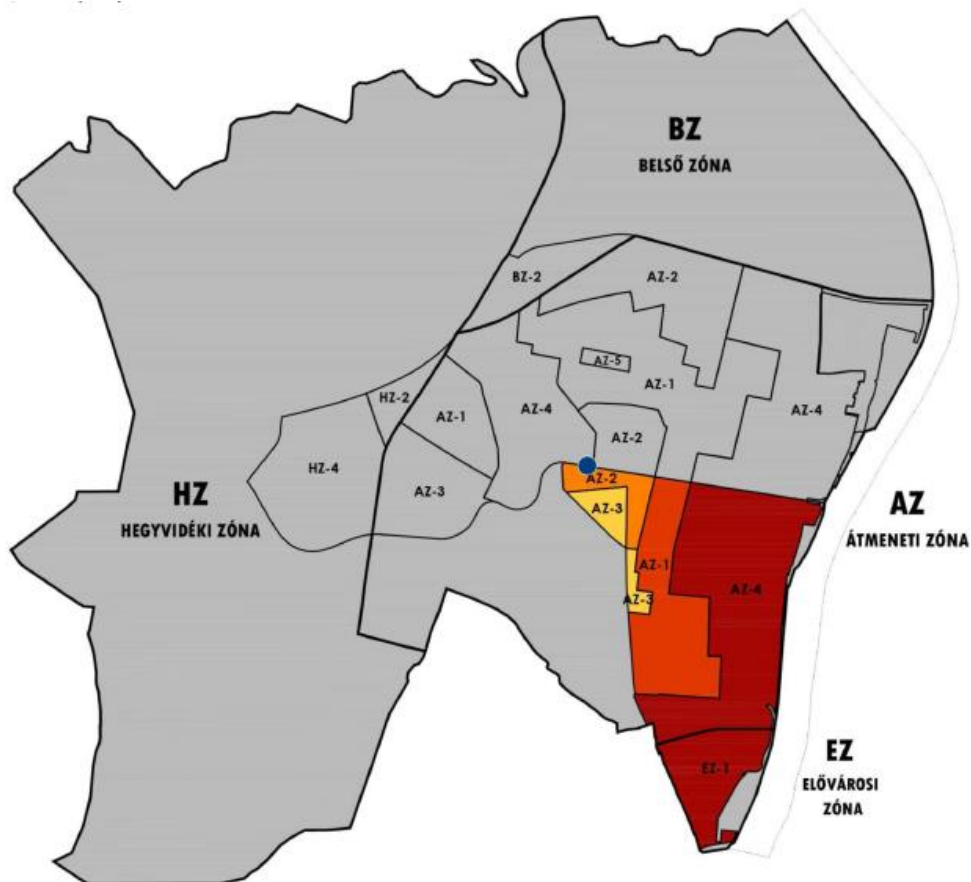 BZ
BELSŐ ZÓNA
BZ-2
AZ-2
AZ-5
AZ-1
HZ-2
AZ-1
AZ-4
AZ-4
AZ-2
HZ-4
AZ-3
AZ-2
HZ
HEGYVIDÉKI ZÓNA
AZ-3
AZ
ÁTMENETI ZÓNA
AZ-1
AZ-4
AZ-3
EZ
ELŐVÁROSI
ZÓNA
EZ-1